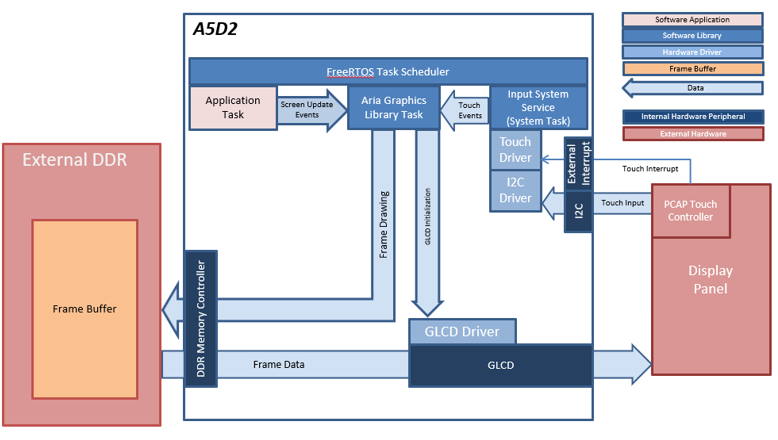 A5D2
Software Application
Software Library
Hardware Driver
Frame Buffer
Data
Internal Hardware Peripheral
External Hardware
FreeRTOS Task Scheduler
Application
Task
Screen Update
Events
Aria Graphics
Library Task
Touch
Events
Input System
Service
(System Task)
Touch
Driver
I2C
Driver
External
Interrupt
I2C
Touch Interrupt
Touch Input
PCAP Touch
Controller
Display
Panel
External DDR
Frame Buffer
DDR Memory Controller
Frame Drawing
GLCD Initialization
GLCD Driver
GLCD
Frame Data